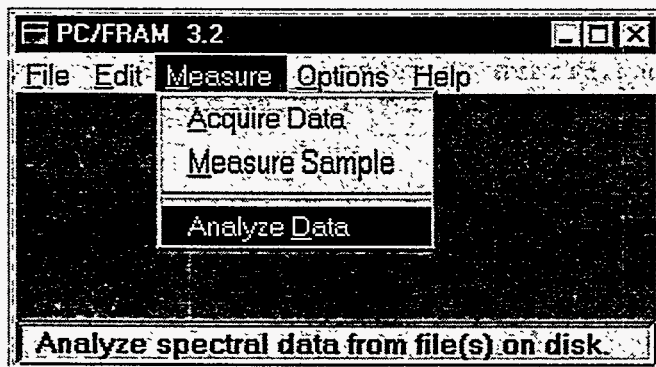 PC/FRAM 3.2
File Edit Measure Options Help
Acquire Data
Measure Sample
Analyze Data
Analyze spectral data from file(s) on disk.